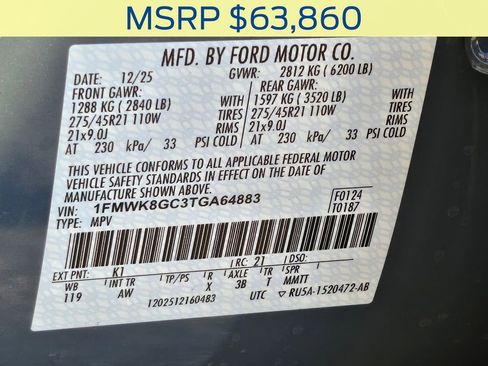 MSRP $63,860
MFD. BY FORD MOTOR CO.
DATE: 12/25 GVWR: 2812 KG ( 6200 LB)
FRONT GAWR: REAR GAWR:
1288 KG ( 2840 LB) 1597 KG ( 3520 LB)
275/45R21 110W TIRES 275/45R21 110W TIRES
21x9.0J RIMS 21x9.0J RIMS
AT 230 kPa/ 33 PSI COLD AT 230 kPa/ 33 PSI COLD
THIS VEHICLE CONFORMS TO ALL APPLICABLE FEDERAL MOTOR
VEHICLE SAFETY STANDARDS IN EFFECT ON THE DATE OF
MANUFACTURE SHOWN ABOVE.
VIN: 1FMWK8GC3TGA64883 F0124
TYPE: MPV T0187
EXT PNT: K1 RC: 21 DSO:
WB INT TR TP/PS R AXLE TR SPR
119 AW X 3B T MMTT
1202512160483 UTC RU5A-1520472-AB